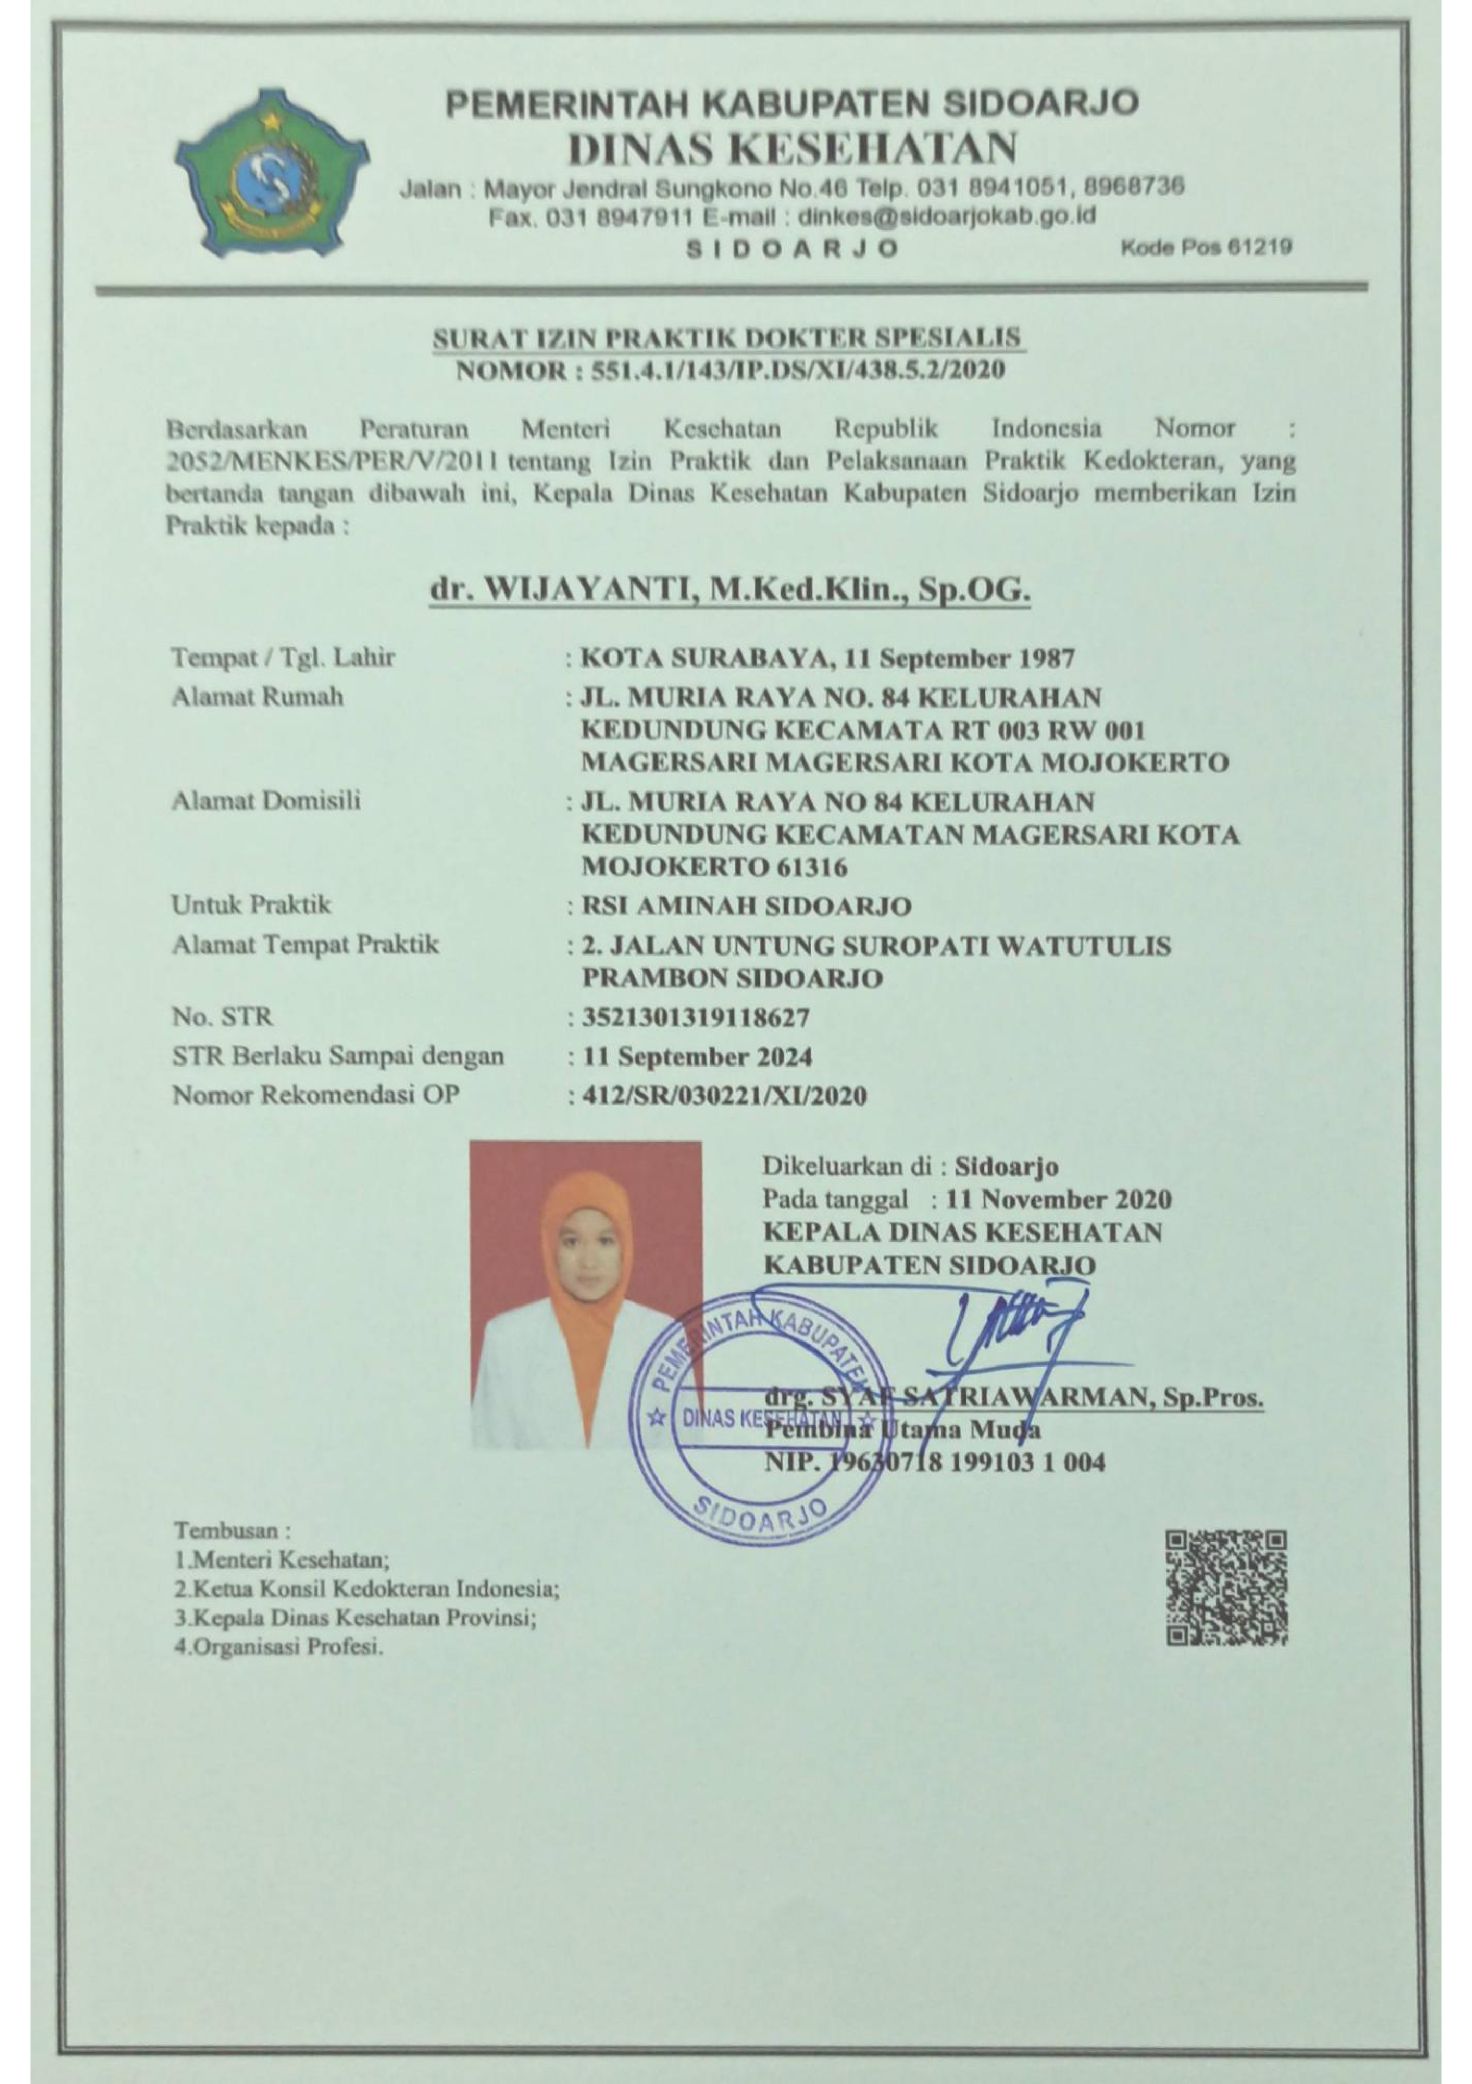 PEMERINTAH KABUPATEN SIDOARJO
DINAS KESEHATAN
Jalan : Mayor Jendral Sungkono No.46 Telp. 031 8941051, 8968736
Fax. 031 8947911 E-mail : dinkes@sidoarjokab.go.id
SIDOARJO
Kode Pos 61219
SURAT IZIN PRAKTIK DOKTER SPESIALIS
NOMOR : 551.4.1/143/IP.DS/XI/438.5.2/2020
Berdasarkan Peraturan Menteri Kesehatan Republik Indonesia Nomor :
2052/MENKES/PER/V/2011 tentang Izin Praktik dan Pelaksanaan Praktik Kedokteran, yang
bertanda tangan dibawah ini, Kepala Dinas Kesehatan Kabupaten Sidoarjo memberikan Izin
Praktik kepada :
dr. WIJAYANTI, M.Ked.Klin., Sp.OG.
Tempat / Tgl. Lahir : KOTA SURABAYA, 11 September 1987
Alamat Rumah : JL. MURIA RAYA NO. 84 KELURAHAN
KEDUNDUNG KECAMATA RT 003 RW 001
MAGERSARI MAGERSARI KOTA MOJOKERTO
Alamat Domisili : JL. MURIA RAYA NO 84 KELURAHAN
KEDUNDUNG KECAMATAN MAGERSARI KOTA
MOJOKERTO 61316
Untuk Praktik : RSI AMINAH SIDOARJO
Alamat Tempat Praktik : 2. JALAN UNTUNG SUROPATI WATUTULIS
PRAMBON SIDOARJO
No. STR : 3521301319118627
STR Berlaku Sampai dengan : 11 September 2024
Nomor Rekomendasi OP : 412/SR/030221/XI/2020
Dikeluarkan di : Sidoarjo
Pada tanggal : 11 November 2020
KEPALA DINAS KESEHATAN
KABUPATEN SIDOARJO
PEMERINTAH KABUPATEN
DINAS KESEHATAN
SIDOARJO
drg. SYAF SATRIAWARMAN, Sp.Pros.
Pembina Utama Muda
NIP. 19630718 199103 1 004
Tembusan :
1.Menteri Kesehatan;
2.Ketua Konsil Kedokteran Indonesia;
3.Kepala Dinas Kesehatan Provinsi;
4.Organisasi Profesi.